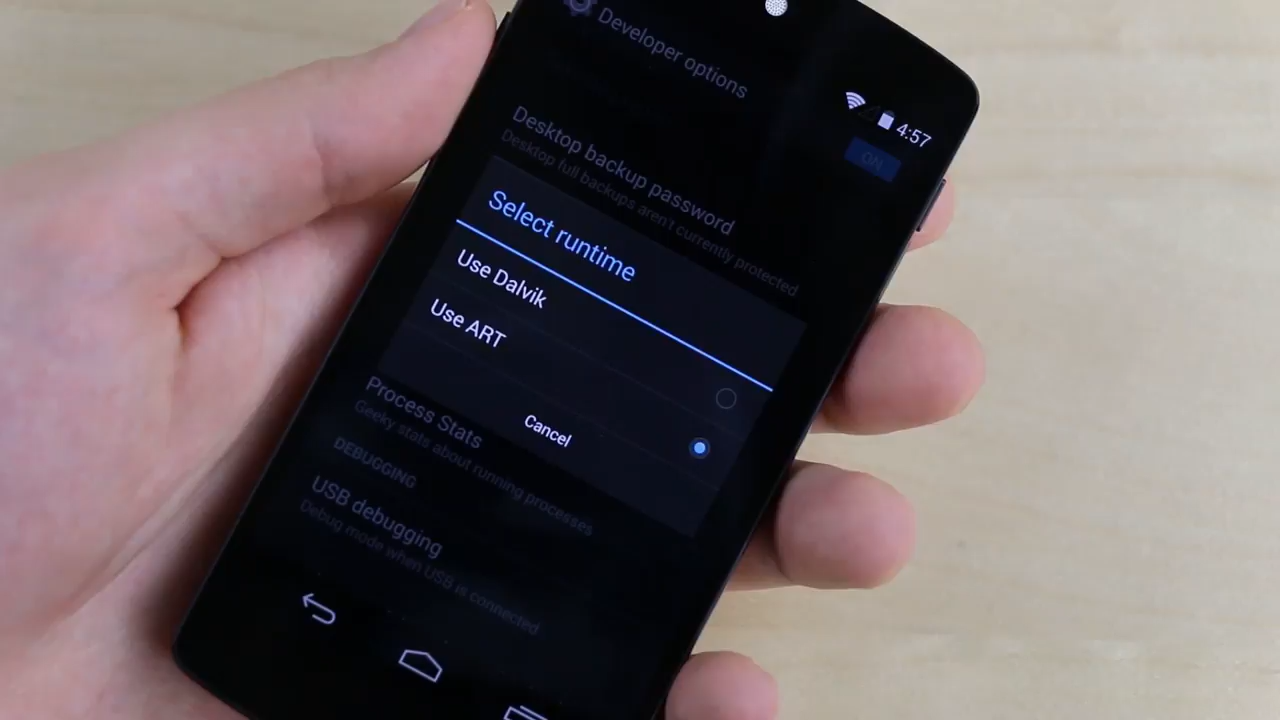 Developer options
4:57
ON
Desktop backup password
Desktop full backups aren't currently protected
Select runtime
Use Dalvik
Use ART
Cancel
Process Stats
Geeky stats about running processes
DEBUGGING
USB debugging
Debug mode when USB is connected